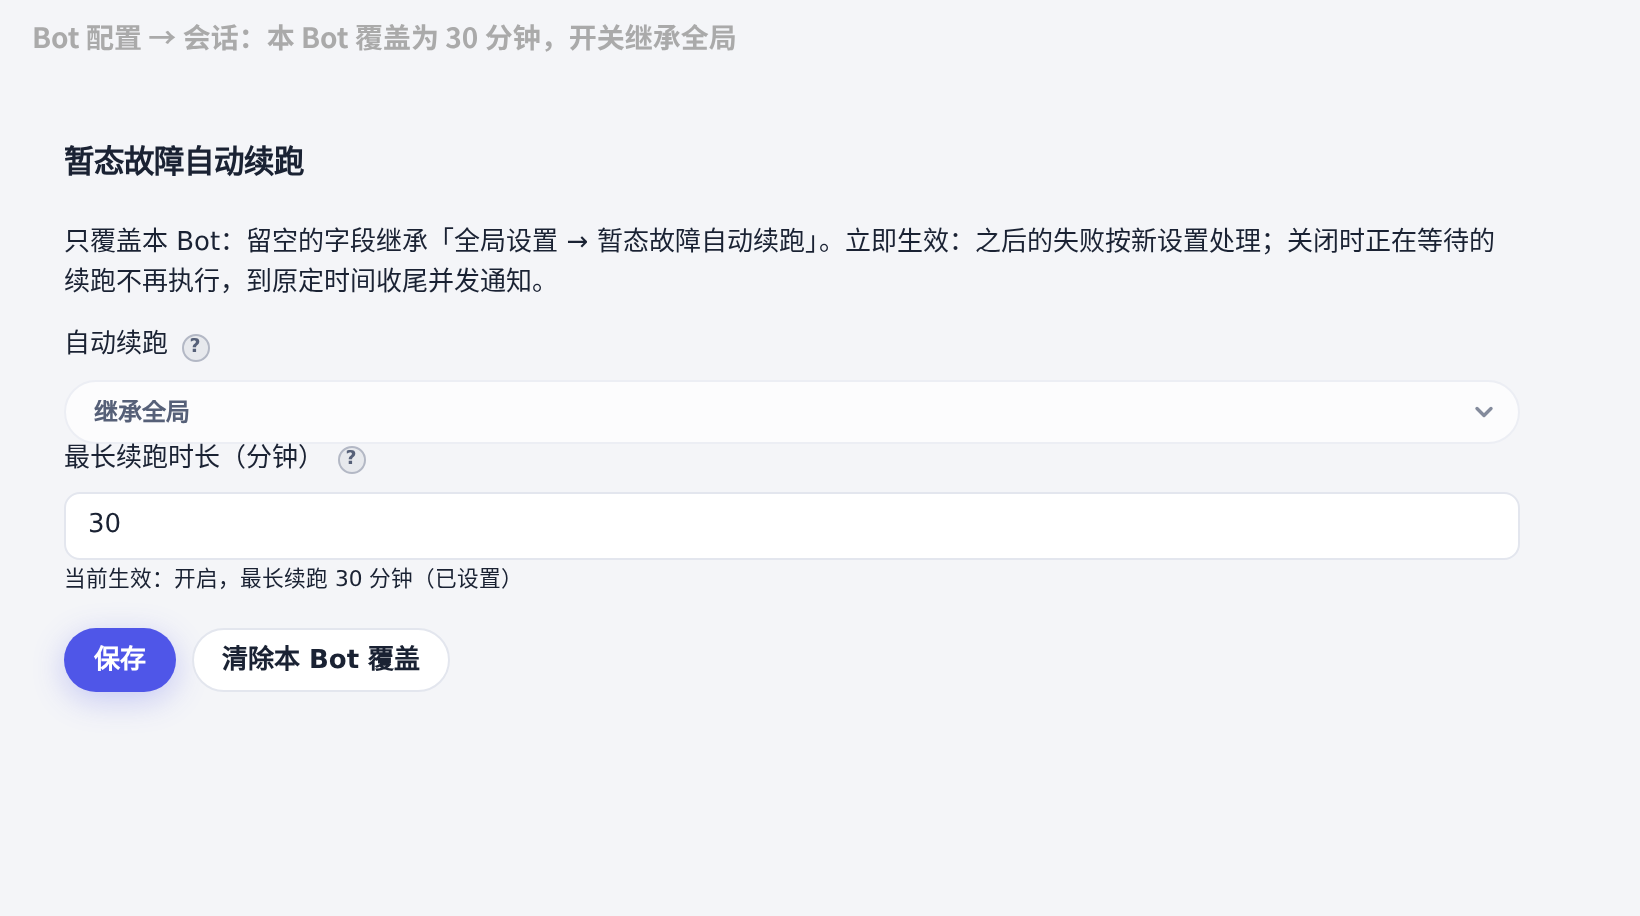 Bot 配置 → 会话：本 Bot 覆盖为 30 分钟，开关继承全局
暂态故障自动续跑
只覆盖本 Bot：留空的字段继承「全局设置 → 暂态故障自动续跑」。立即生效：之后的失败按新设置处理；关闭时正在等待的
续跑不再执行，到原定时间收尾并发通知。
自动续跑 ?
继承全局
最长续跑时长（分钟） ?
30
当前生效：开启，最长续跑 30 分钟（已设置）
保存 清除本 Bot 覆盖